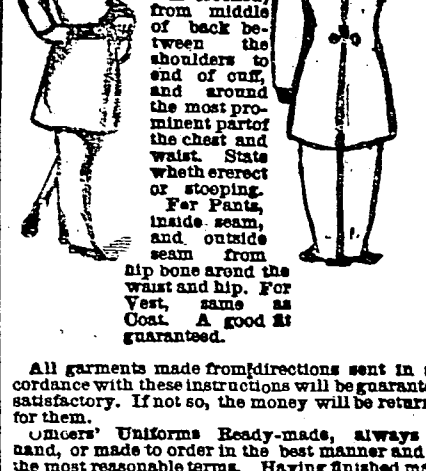 from middle
of back be-
tween the
shoulders to
end of cuff,
and around
the most pro-
minent partof
the chest and
waist. State
whether erect
or stooping.
For Pants,
inside seam,
and outside
seam from
hip bone arond the
waist and hip. For
Vest, same as
Coat. A good fit
guaranteed.
All garments made from directions sent in
cordance with these instructions will be guarant
satisfactory. If not so, the money will be retur
for them.
Officers' Uniforms Ready-made, always
hand, or made to order in the best manner and
the most reasonable terms. Having finished